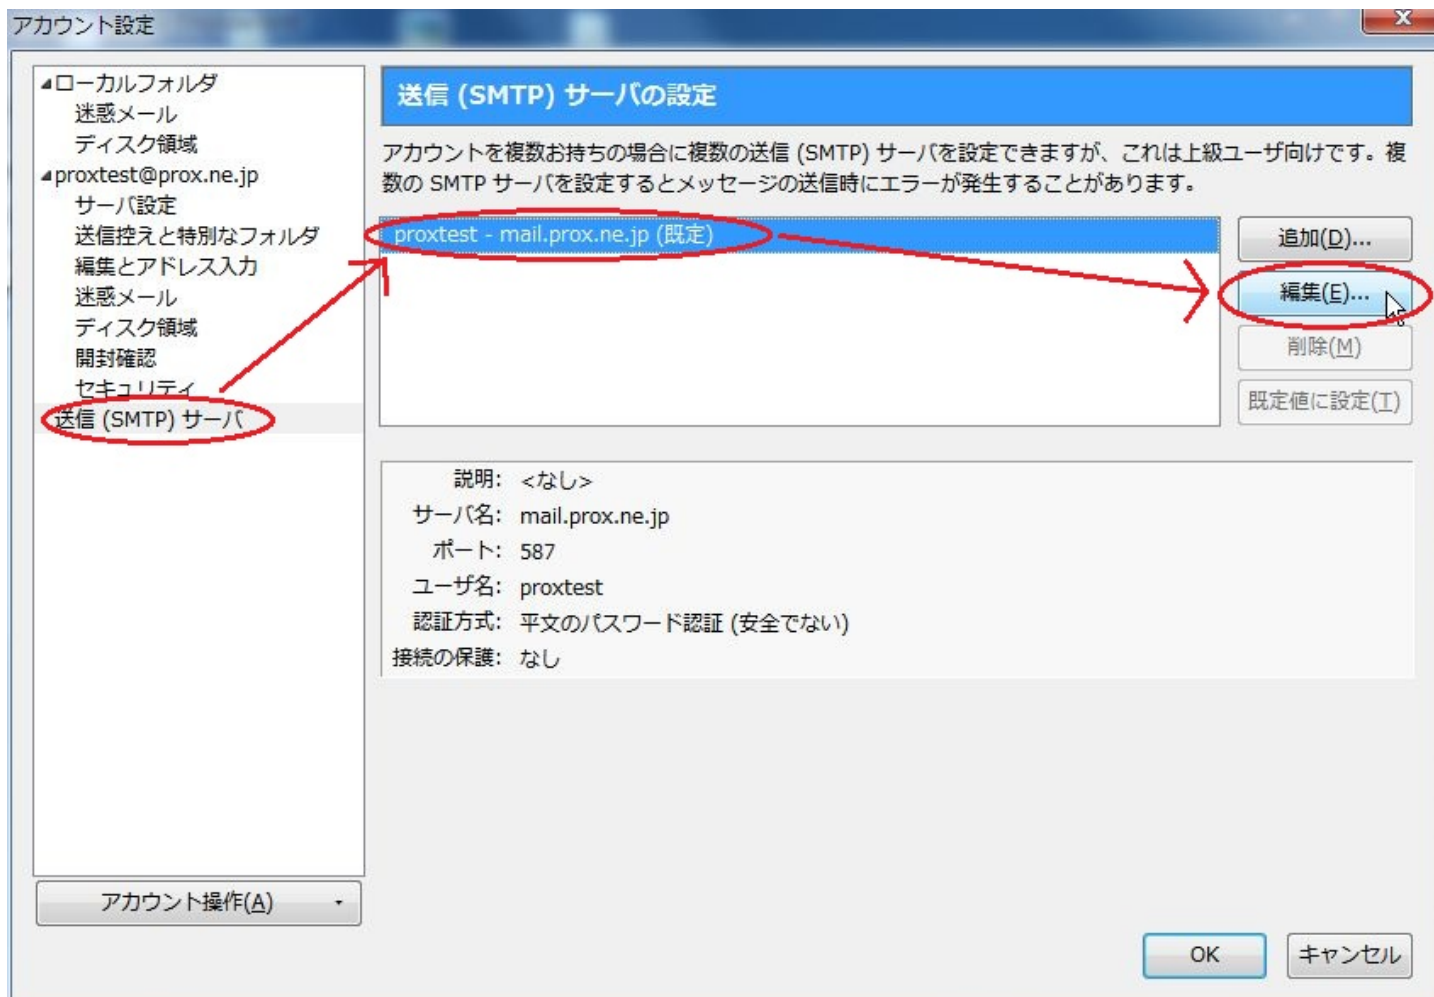 アカウント設定
ローカルフォルダ
迷惑メール
ディスク領域
proxtest@prox.ne.jp
サーバ設定
送信控えと特別なフォルダ
編集とアドレス入力
迷惑メール
ディスク領域
開封確認
セキュリティ
送信 (SMTP) サーバ
アカウント操作(A)
送信 (SMTP) サーバの設定
アカウントを複数お持ちの場合に複数の送信 (SMTP) サーバを設定できますが、これは上級ユーザ向けです。複
数の SMTP サーバを設定するとメッセージの送信時にエラーが発生することがあります。
proxtest - mail.prox.ne.jp (既定)
追加(D)...
編集(E)...
削除(M)
既定値に設定(T)
説明: <なし>
サーバ名: mail.prox.ne.jp
ポート: 587
ユーザ名: proxtest
認証方式: 平文のパスワード認証 (安全でない)
接続の保護: なし
OK
キャンセル